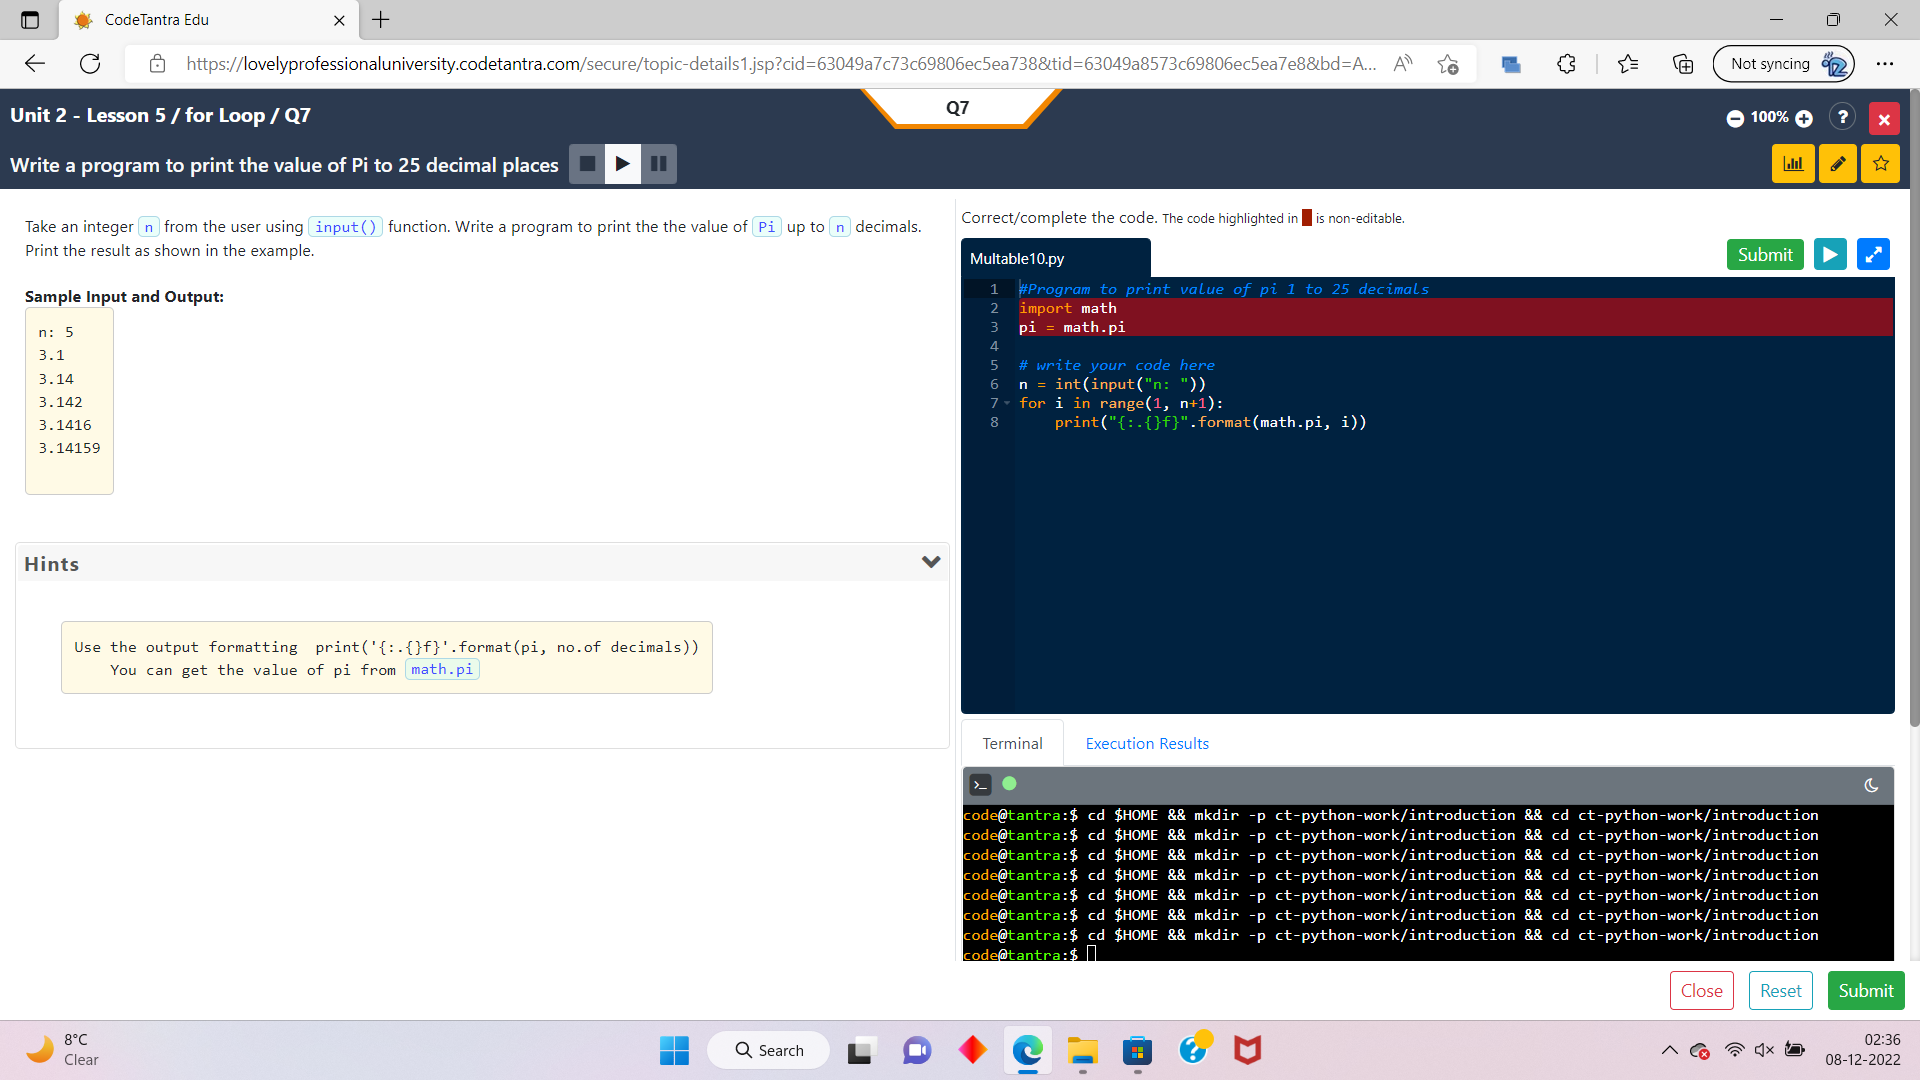 CodeTantra Edu
https://lovelyprofessionaluniversity.codetantra.com/secure/topic-details1.jsp?cid=63049a7c73c69806ec5ea738&tid=63049a8573c69806ec5ea7e8&bd=A...
Not syncing
Unit 2 - Lesson 5 / for Loop / Q7
Q7
100%
?
Write a program to print the value of Pi to 25 decimal places
Take an integer n from the user using input() function. Write a program to print the the value of Pi up to n decimals.
Print the result as shown in the example.
Sample Input and Output:
n: 5
3.1
3.14
3.142
3.1416
3.14159
Hints
Use the output formatting  print('{:.{}f}'.format(pi, no.of decimals))
You can get the value of pi from math.pi
Correct/complete the code. The code highlighted in is non-editable.
Multable10.py
Submit
1 #Program to print value of pi 1 to 25 decimals
2 import math
3 pi = math.pi
4
5 # write your code here
6 n = int(input("n: "))
7 for i in range(1, n+1):
8     print("{:.{}f}".format(math.pi, i))
Terminal
Execution Results
code@tantra:$ cd $HOME && mkdir -p ct-python-work/introduction && cd ct-python-work/introduction
code@tantra:$ cd $HOME && mkdir -p ct-python-work/introduction && cd ct-python-work/introduction
code@tantra:$ cd $HOME && mkdir -p ct-python-work/introduction && cd ct-python-work/introduction
code@tantra:$ cd $HOME && mkdir -p ct-python-work/introduction && cd ct-python-work/introduction
code@tantra:$ cd $HOME && mkdir -p ct-python-work/introduction && cd ct-python-work/introduction
code@tantra:$ cd $HOME && mkdir -p ct-python-work/introduction && cd ct-python-work/introduction
code@tantra:$ cd $HOME && mkdir -p ct-python-work/introduction && cd ct-python-work/introduction
code@tantra:$
Close
Reset
Submit
8°C
Clear
Search
02:36
08-12-2022